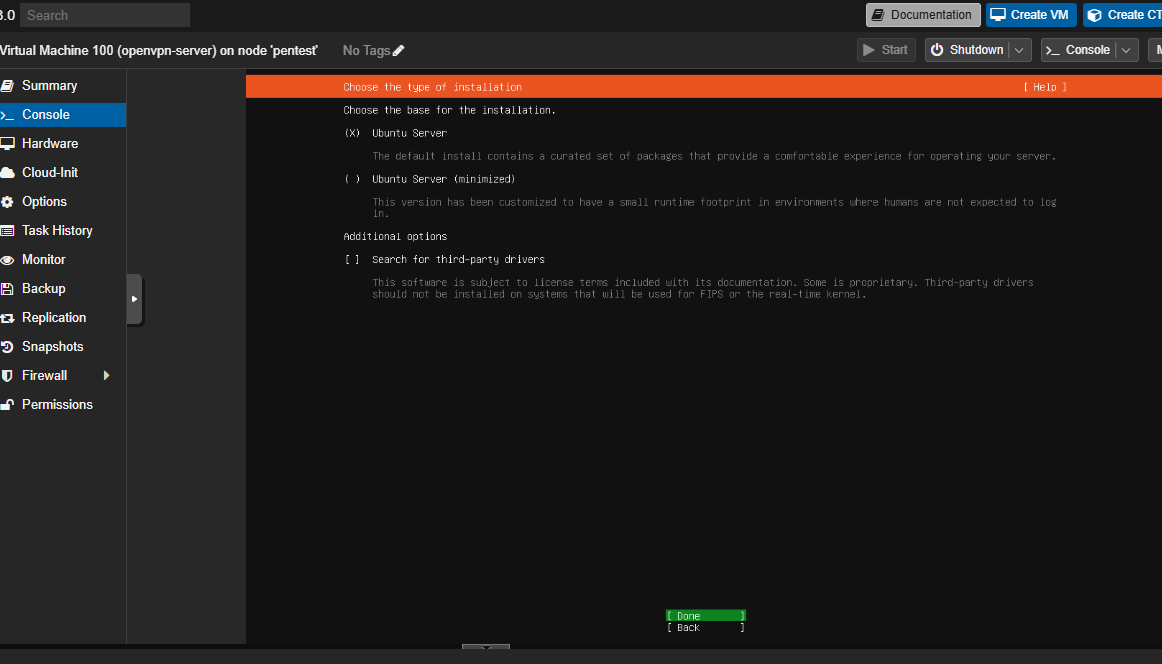 3.0 Search Documentation Create VM Create CT
Virtual Machine 100 (openvpn-server) on node 'pentest' No Tags Start Shutdown >_ Console M
Summary
>_ Console
Hardware
Cloud-Init
Options
Task History
Monitor
Backup
Replication
Snapshots
Firewall
Permissions
Choose the type of installation [ Help ]
Choose the base for the installation.
(X) Ubuntu Server
The default install contains a curated set of packages that provide a comfortable experience for operating your server.
( ) Ubuntu Server (minimized)
This version has been customized to have a small runtime footprint in environments where humans are not expected to log
in.
Additional options
[ ] Search for third-party drivers
This software is subject to license terms included with its documentation. Some is proprietary. Third-party drivers
should not be installed on systems that will be used for FIPS or the real-time kernel.
[ Done ]
[ Back ]